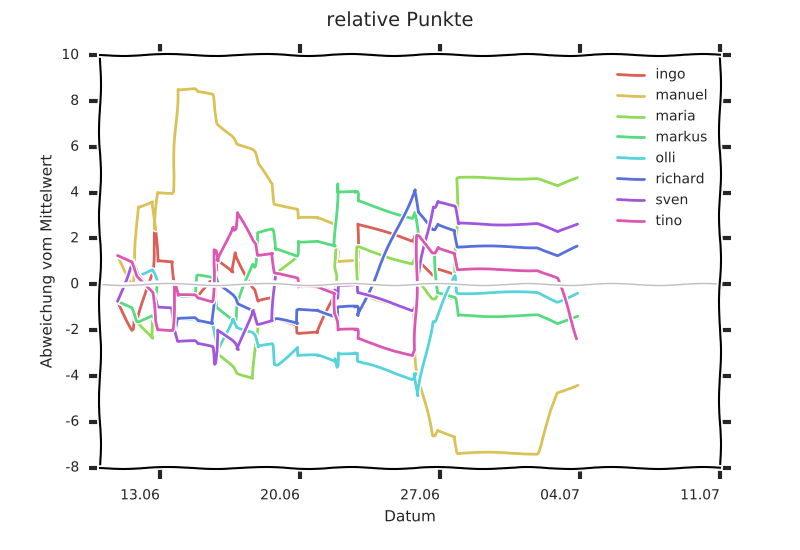 relative Punkte
Abweichung vom Mittelwert
10
8
6
4
2
0
-2
-4
-6
-8
ingo
manuel
maria
markus
olli
richard
sven
tino
13.06 20.06 27.06 04.07 11.07
Datum